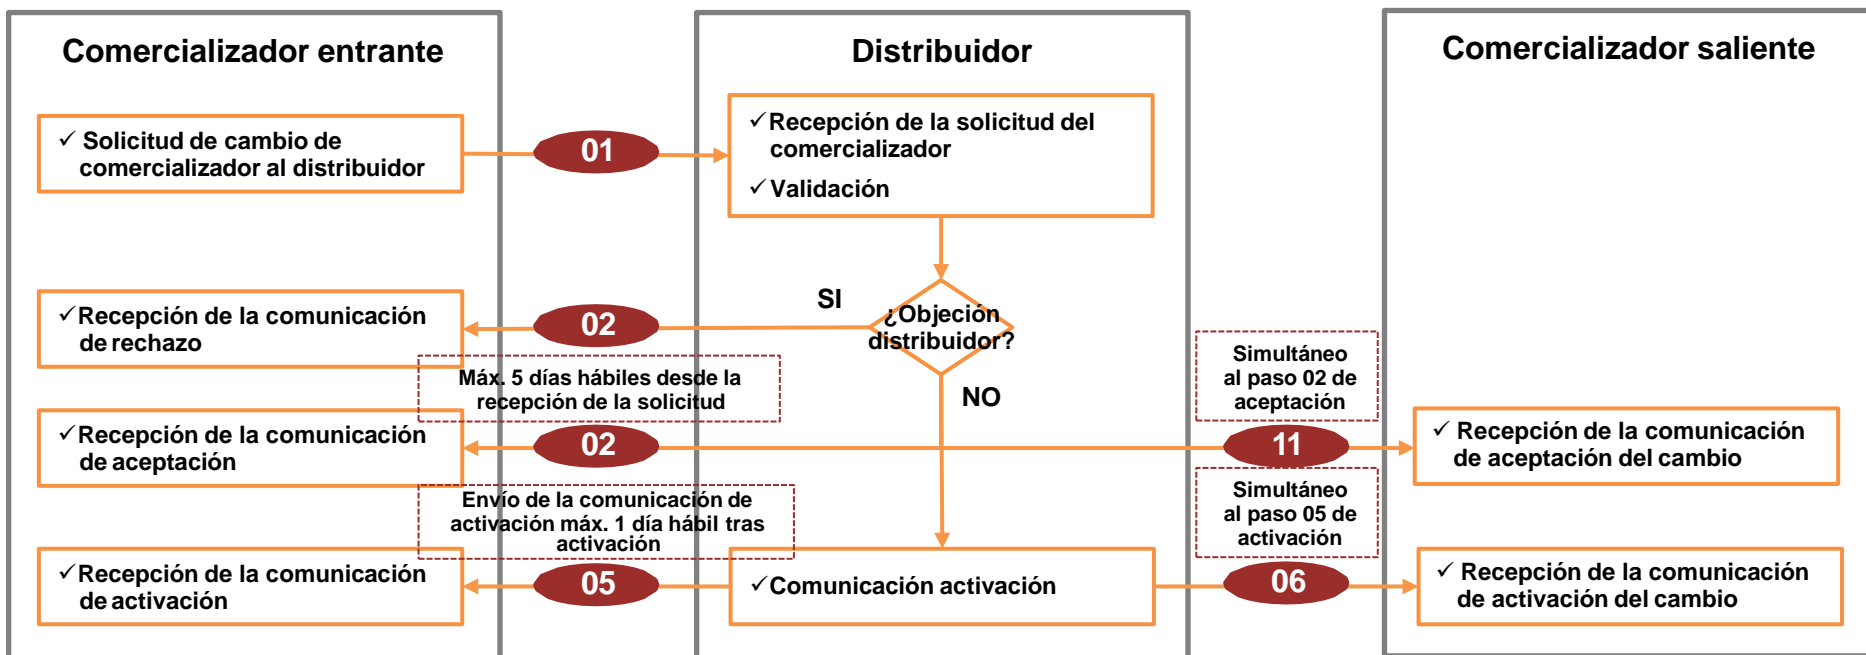 Comercializador entrante
Distribuidor
Comercializador saliente
✓ Solicitud de cambio de
comercializador al distribuidor
01
✓ Recepción de la solicitud del
comercializador
✓ Validación
SI
¿Objeción
distribuidor?
NO
✓ Recepción de la comunicación
de rechazo
02
Máx. 5 días hábiles desde la
recepción de la solicitud
Simultáneo
al paso 02 de
aceptación
✓ Recepción de la comunicación
de aceptación
02
11
✓ Recepción de la comunicación
de aceptación del cambio
Envío de la comunicación de
activación máx. 1 día hábil tras
activación
Simultáneo
al paso 05 de
activación
✓ Recepción de la comunicación
de activación
05
✓ Comunicación activación
06
✓ Recepción de la comunicación
de activación del cambio